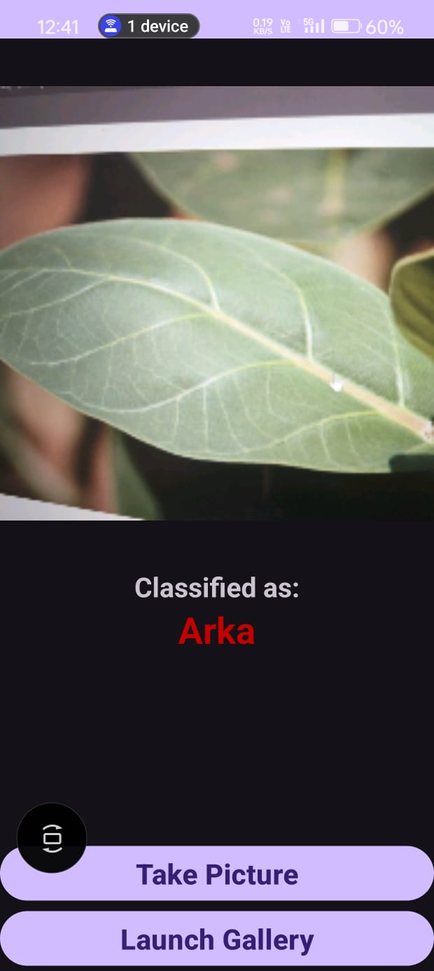 12:41 1 device 0.19 KB/S Vo LTE 5G 60%
Classified as:
Arka
Take Picture
Launch Gallery